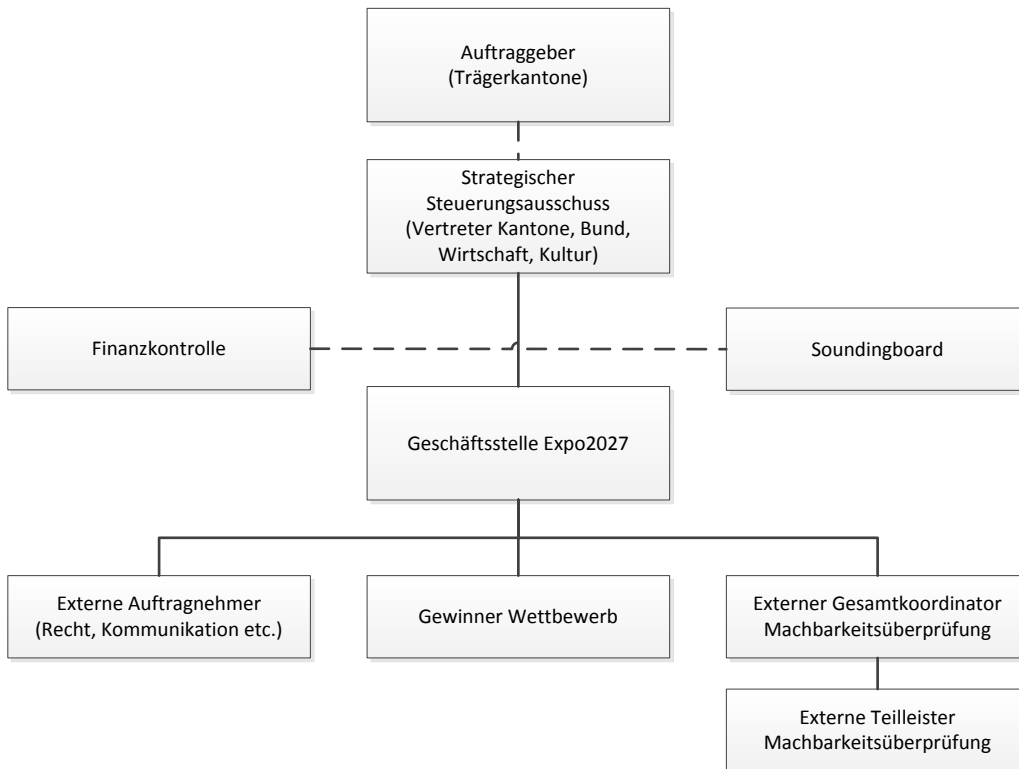 Auftraggeber
(Trägerkantone)
Strategischer
Steuerungsausschuss
(Vertreter Kantone, Bund,
Wirtschaft, Kultur)
Finanzkontrolle
Soundingboard
Geschäftsstelle Expo2027
Externe Auftragnehmer
(Recht, Kommunikation etc.)
Gewinner Wettbewerb
Externer Gesamtkoordinator
Machbarkeitsüberprüfung
Externe Teilleister
Machbarkeitsüberprüfung